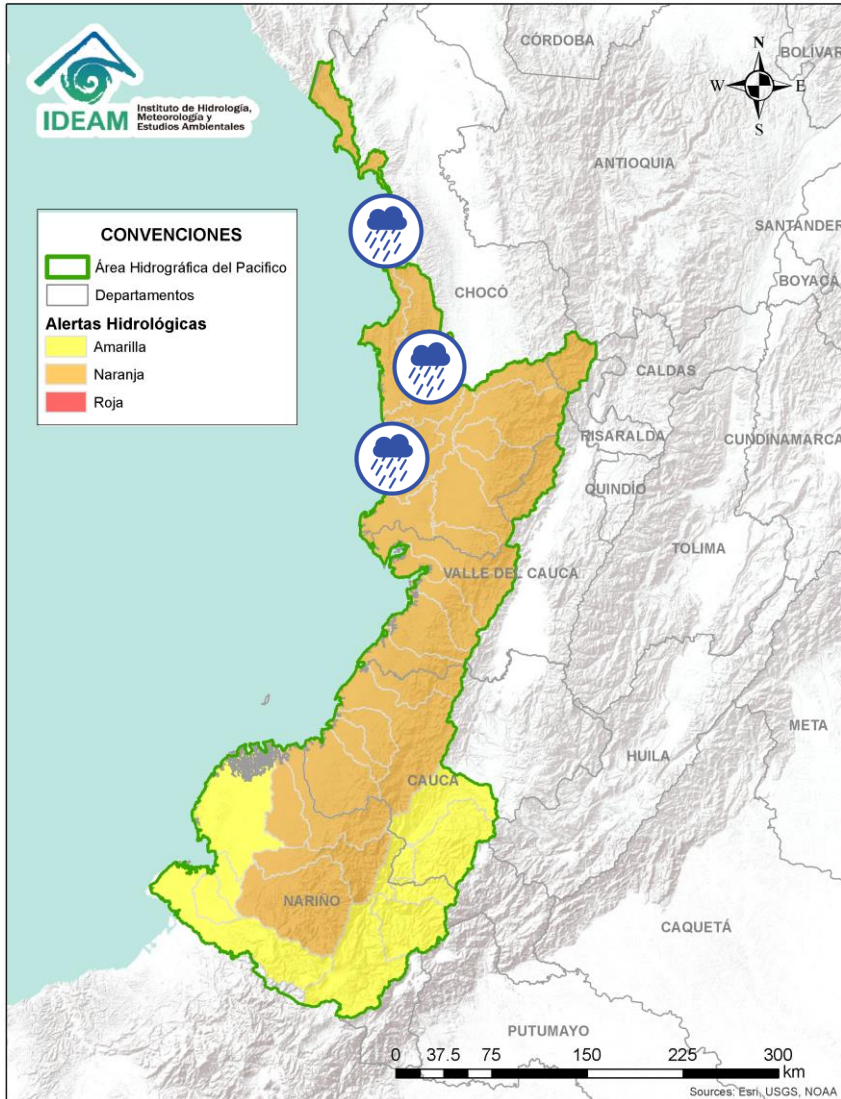 CÓRDOBA
BOLÍVAR
N
W E
S
IDEAM
Instituto de Hidrología,
Meteorología y
Estudios Ambientales
ANTIOQUIA
SANTANDER
CONVENCIONES
Área Hidrográfica del Pacifico
Departamentos
Alertas Hidrológicas
Amarilla
Naranja
Roja
BOYACÁ
CHOCÓ
CALDAS
RISARALDA
CUNDINAMARCA
QUINDÍO
TOLIMA
VALLE DEL CAUCA
META
HUILA
CAUCA
NARIÑO
CAQUETÁ
PUTUMAYO
0 37.5 75 150 225 300
km
Sources: Esri, USGS, NOAA